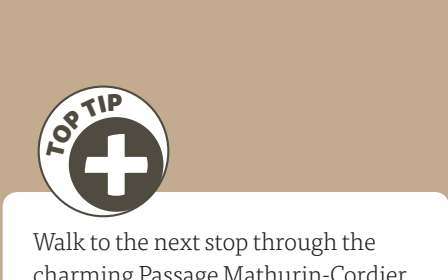 TOP TIP
Walk to the next stop through the
charming Passage Mathurin-Cordier